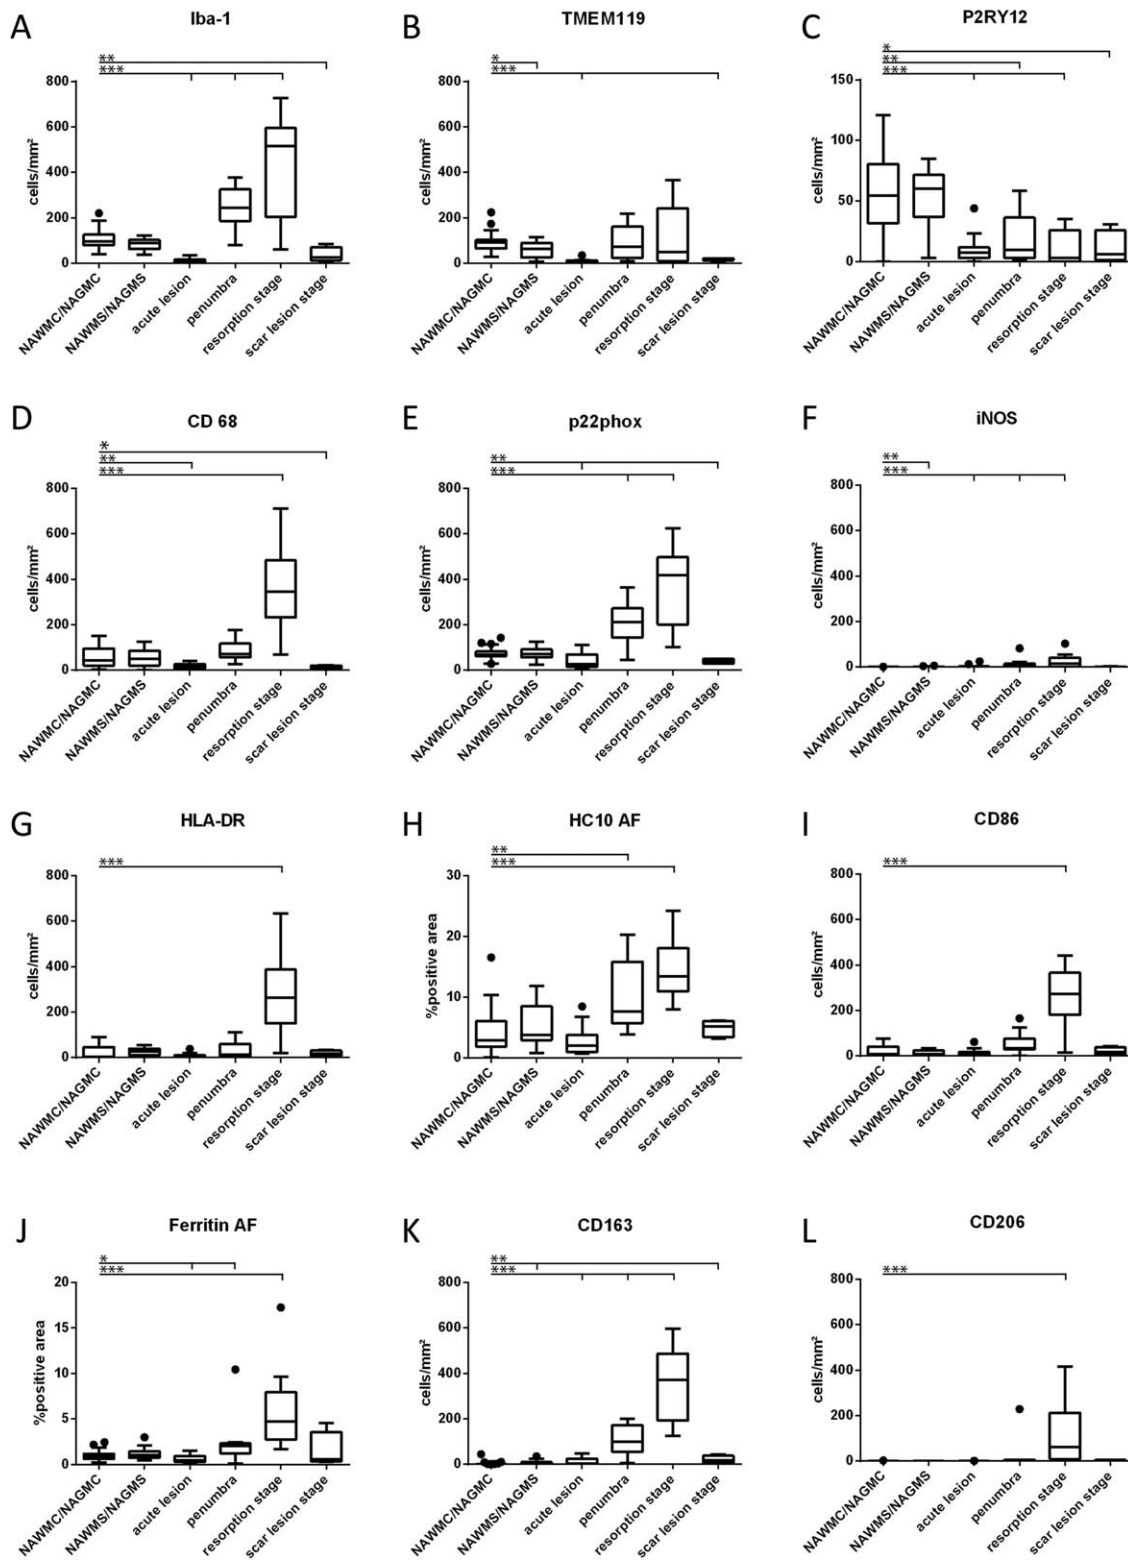 A
Iba-1
**
***
800
600
400
200
0
cells/mm²
NAWMC/NAGMC
NAWMS/NAGMS
acute lesion
penumbra
resorption stage
scar lesion stage
B
TMEM119
*
***
800
600
400
200
0
cells/mm²
NAWMC/NAGMC
NAWMS/NAGMS
acute lesion
penumbra
resorption stage
scar lesion stage
C
P2RY12
*
**
***
150
100
50
0
cells/mm²
NAWMC/NAGMC
NAWMS/NAGMS
acute lesion
penumbra
resorption stage
scar lesion stage
D
CD 68
*
**
***
800
600
400
200
0
cells/mm²
NAWMC/NAGMC
NAWMS/NAGMS
acute lesion
penumbra
resorption stage
scar lesion stage
E
p22phox
**
***
800
600
400
200
0
cells/mm²
NAWMC/NAGMC
NAWMS/NAGMS
acute lesion
penumbra
resorption stage
scar lesion stage
F
iNOS
**
***
800
600
400
200
0
cells/mm²
NAWMC/NAGMC
NAWMS/NAGMS
acute lesion
penumbra
resorption stage
scar lesion stage
G
HLA-DR
***
800
600
400
200
0
cells/mm²
NAWMC/NAGMC
NAWMS/NAGMS
acute lesion
penumbra
resorption stage
scar lesion stage
H
HC10 AF
**
***
30
20
10
0
%positive area
NAWMC/NAGMC
NAWMS/NAGMS
acute lesion
penumbra
resorption stage
scar lesion stage
I
CD86
***
800
600
400
200
0
cells/mm²
NAWMC/NAGMC
NAWMS/NAGMS
acute lesion
penumbra
resorption stage
scar lesion stage
J
Ferritin AF
*
***
20
15
10
5
0
%positive area
NAWMC/NAGMC
NAWMS/NAGMS
acute lesion
penumbra
resorption stage
scar lesion stage
K
CD163
**
***
800
600
400
200
0
cells/mm²
NAWMC/NAGMC
NAWMS/NAGMS
acute lesion
penumbra
resorption stage
scar lesion stage
L
CD206
***
800
600
400
200
0
cells/mm²
NAWMC/NAGMC
NAWMS/NAGMS
acute lesion
penumbra
resorption stage
scar lesion stage